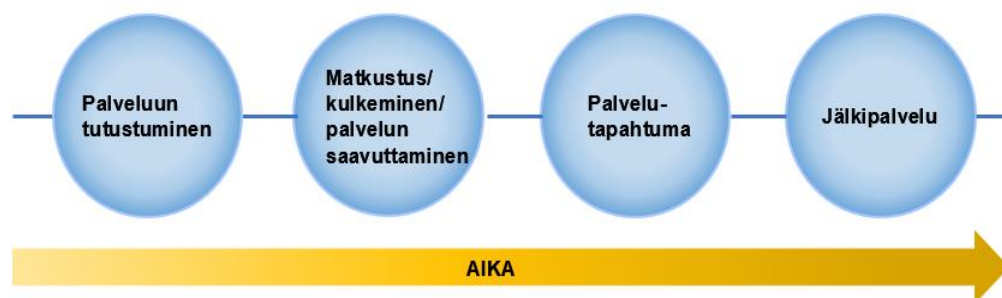 Palveluun
tutustuminen
Matkustus/
kulkeminen/
palvelun
saavuttaminen
Palvelu-
tapahtuma
Jälkipalvelu
AIKA